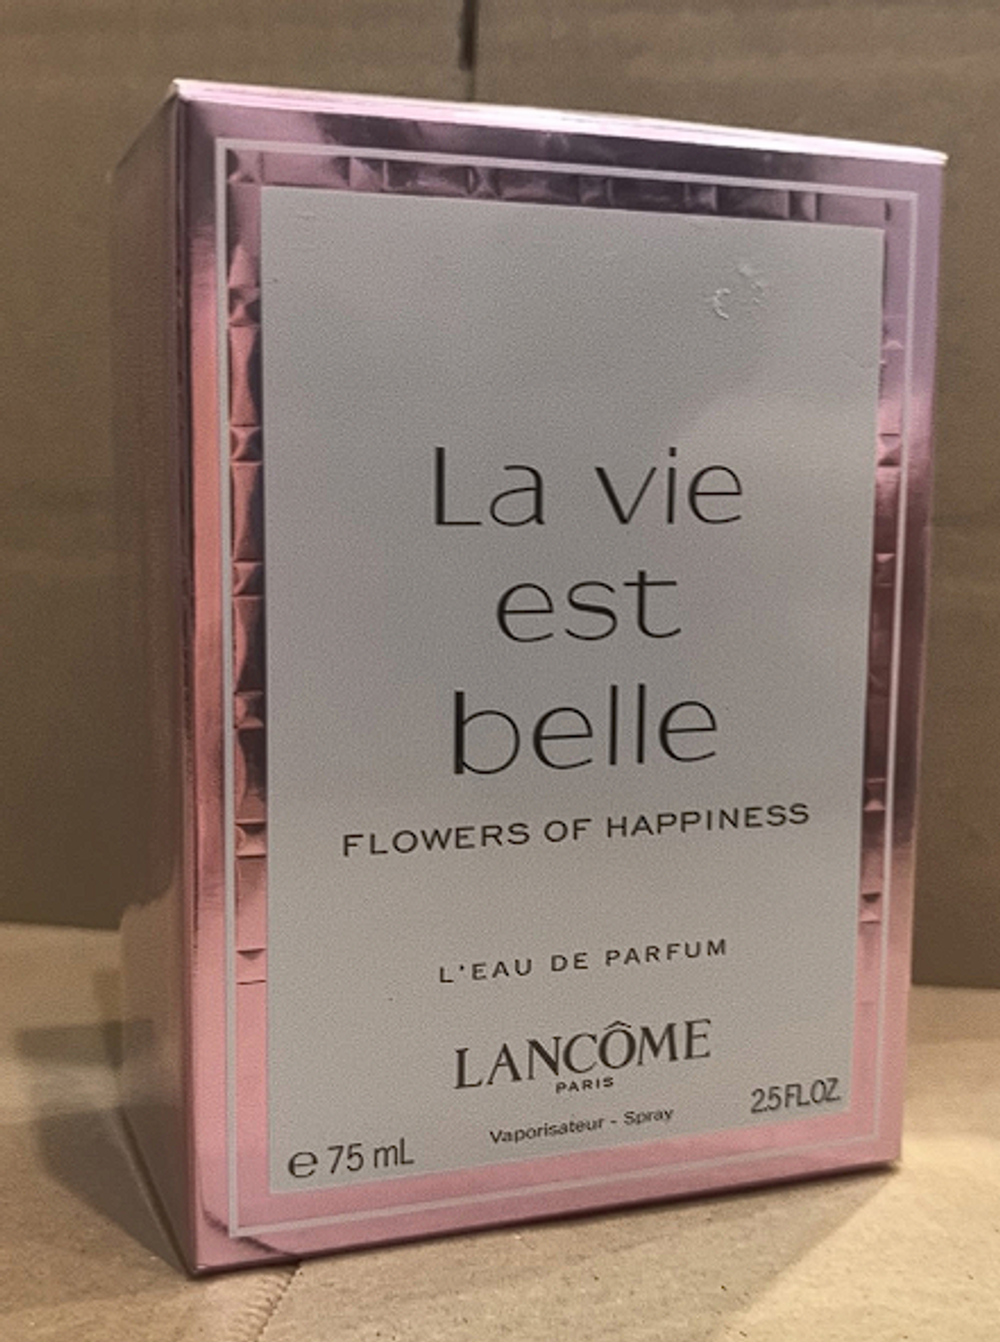 La vie
est
belle
FLOWERS OF HAPPINESS
L'EAU DE PARFUM
LANCÔME
PARIS
Vaporisateur - Spray
℮ 75 mL
2.5 FL.OZ.